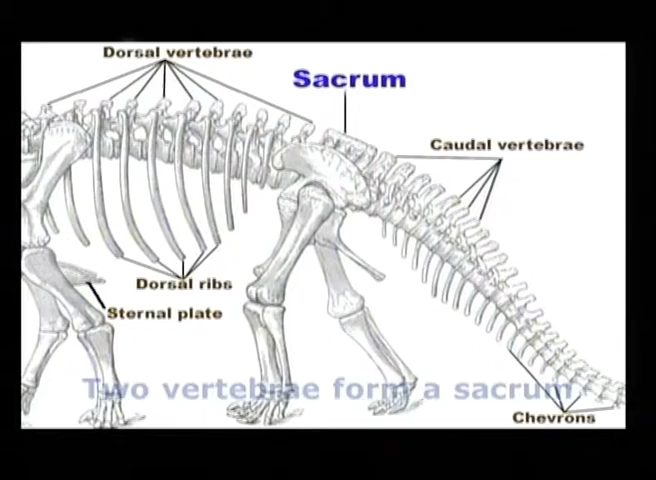 Dorsal vertebrae
Sacrum
Caudal vertebrae
Dorsal ribs
Sternal plate
Two vertebrae form a sacrum
Chevrons